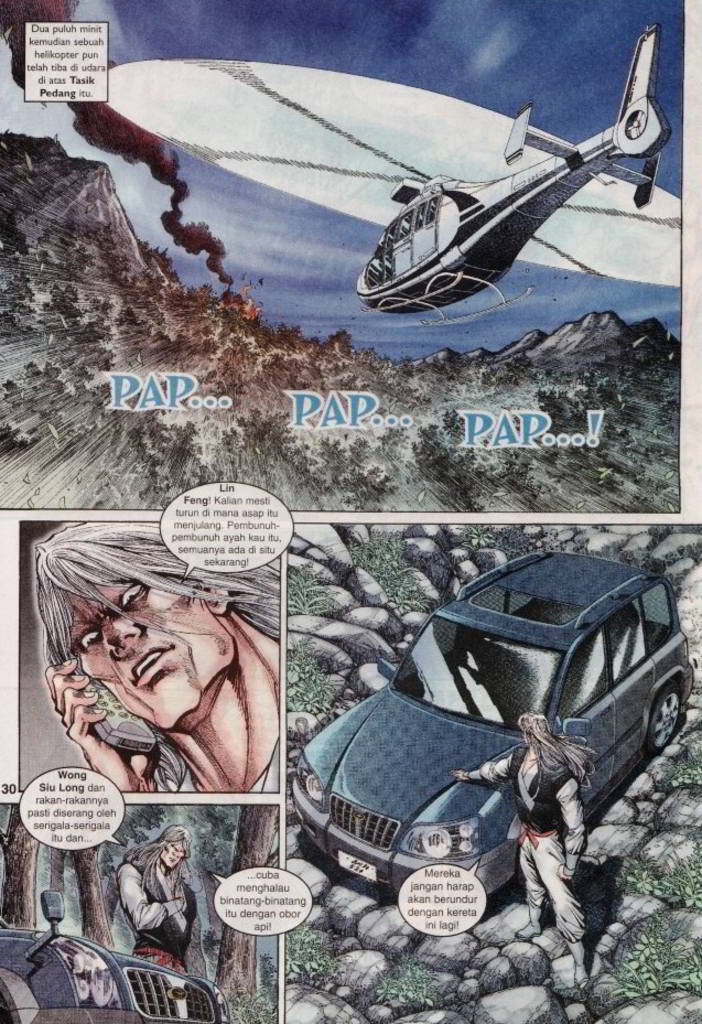 Dua puluh minit
kemudian sebuah
helikopter pun
telah tiba di udara
di atas Tasik
Pedang itu.
PAP... PAP... PAP...!
Lin
Feng! Kalian mesti
turun di mana asap itu
menjulang. Pembunuh-
pembunuh ayah kau itu,
semuanya ada di situ
sekarang!
30
Wong
Siu Long dan
rakan-rakannya
pasti diserang oleh
serigala-serigala
itu dan...
...cuba
menghalau
binatang-binatang
itu dengan obor
api!
Mereka
jangan harap
akan berundur
dengan kereta
ini lagi!